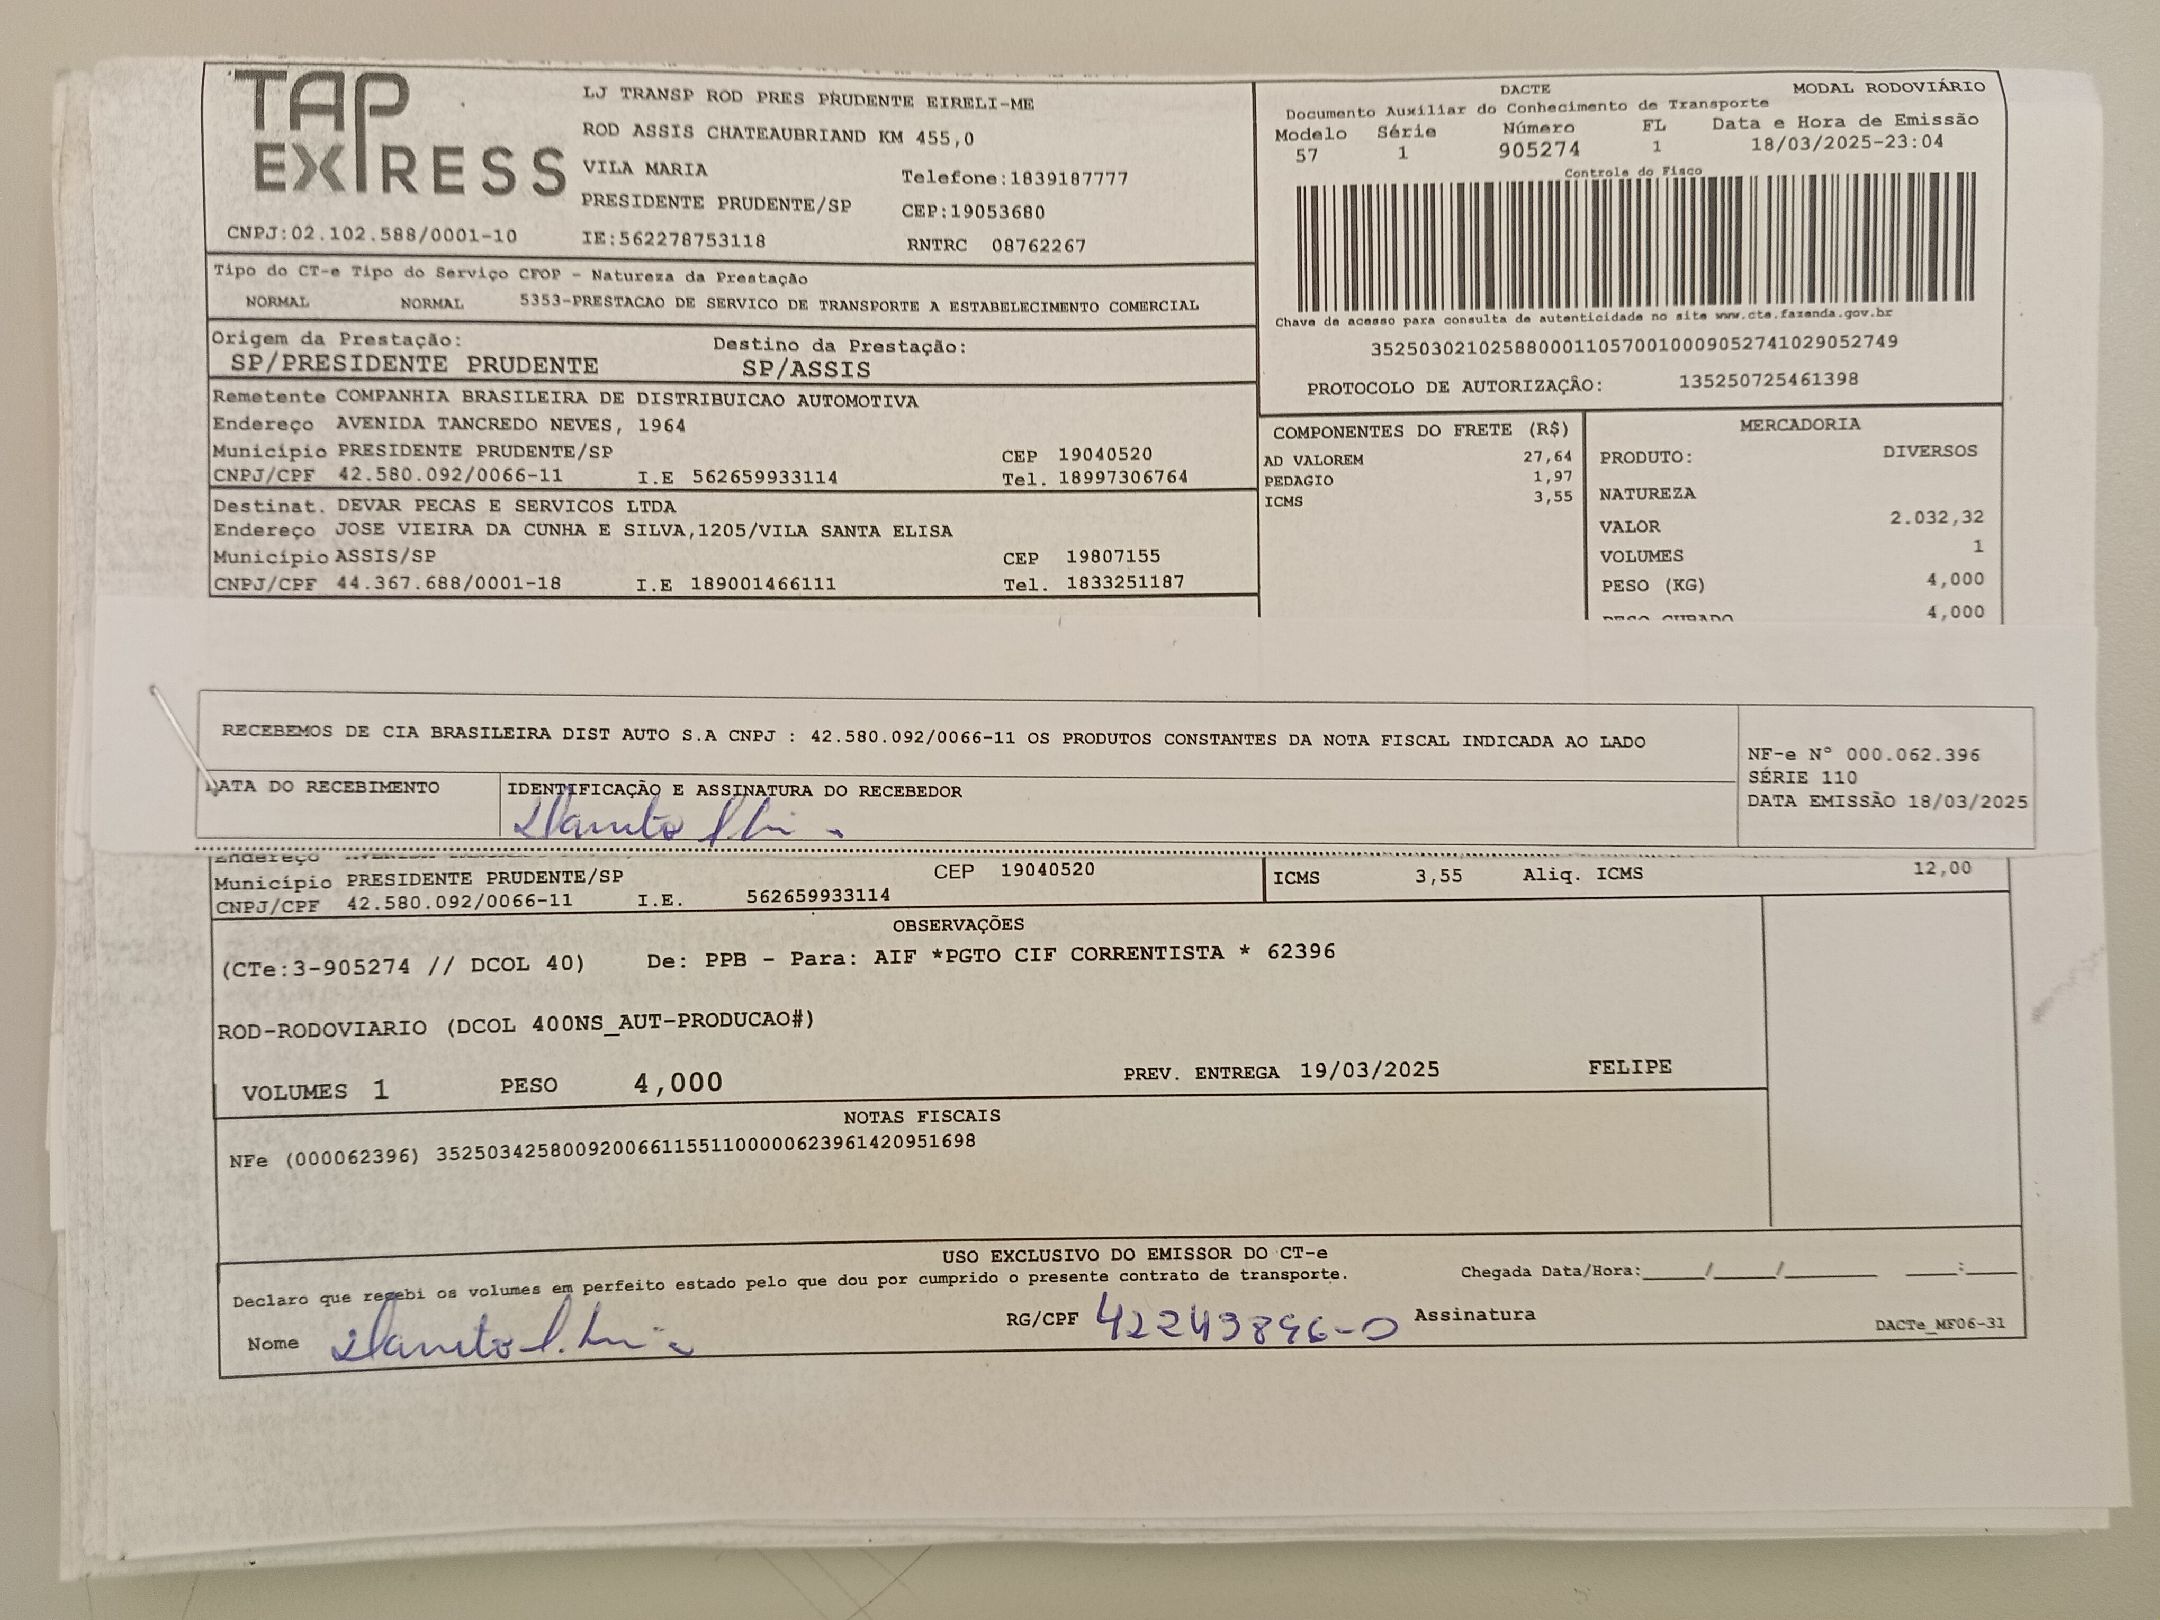 TAP
EXPRESS
LJ TRANSP ROD PRES PRUDENTE EIRELI-ME
ROD ASSIS CHATEAUBRIAND KM 455,0
VILA MARIA
Telefone:1839187777
PRESIDENTE PRUDENTE/SP
CEP:19053680
CNPJ:02.102.588/0001-10
IE:562278753118
RNTRC 08762267
DACTE
MODAL RODOVIÁRIO
Documento Auxiliar do Conhecimento de Transporte
Modelo Série Número FL Data e Hora de Emissão
57 1 905274 1 18/03/2025-23:04
Controle do Fisco
Chave de acesso para consulta de autenticidade no site www.cte.fazenda.gov.br
35250302102588000110570010009052741029052749
PROTOCOLO DE AUTORIZAÇÃO: 135250725461398
Tipo do CT-e Tipo do Serviço CFOP - Natureza da Prestação
NORMAL NORMAL 5353-PRESTACAO DE SERVICO DE TRANSPORTE A ESTABELECIMENTO COMERCIAL
Origem da Prestação: Destino da Prestação:
SP/PRESIDENTE PRUDENTE SP/ASSIS
Remetente COMPANHIA BRASILEIRA DE DISTRIBUICAO AUTOMOTIVA
Endereço AVENIDA TANCREDO NEVES, 1964
Município PRESIDENTE PRUDENTE/SP CEP 19040520
CNPJ/CPF 42.580.092/0066-11 I.E 562659933114 Tel. 18997306764
Destinat. DEVAR PECAS E SERVICOS LTDA
Endereço JOSE VIEIRA DA CUNHA E SILVA,1205/VILA SANTA ELISA
Município ASSIS/SP CEP 19807155
CNPJ/CPF 44.367.688/0001-18 I.E 189001466111 Tel. 1833251187
COMPONENTES DO FRETE (R$)
AD VALOREM 27,64
PEDAGIO 1,97
ICMS 3,55
MERCADORIA
PRODUTO: DIVERSOS
NATUREZA
VALOR 2.032,32
VOLUMES 1
PESO (KG) 4,000
PESO CUBADO 4,000
RECEBEMOS DE CIA BRASILEIRA DIST AUTO S.A CNPJ : 42.580.092/0066-11 OS PRODUTOS CONSTANTES DA NOTA FISCAL INDICADA AO LADO
DATA DO RECEBIMENTO
IDENTIFICAÇÃO E ASSINATURA DO RECEBEDOR
NF-e N° 000.062.396
SÉRIE 110
DATA EMISSÃO 18/03/2025
Endereço
Município PRESIDENTE PRUDENTE/SP CEP 19040520
CNPJ/CPF 42.580.092/0066-11 I.E. 562659933114
ICMS 3,55 Aliq. ICMS 12,00
OBSERVAÇÕES
(CTe:3-905274 // DCOL 40) De: PPB - Para: AIF *PGTO CIF CORRENTISTA * 62396
ROD-RODOVIARIO (DCOL 400NS_AUT-PRODUCAO#)
VOLUMES 1 PESO 4,000 PREV. ENTREGA 19/03/2025 FELIPE
NOTAS FISCAIS
NFe (000062396) 35250342580092006611551100000623961420951698
USO EXCLUSIVO DO EMISSOR DO CT-e
Declaro que recebi os volumes em perfeito estado pelo que dou por cumprido o presente contrato de transporte.
Chegada Data/Hora:____/____/______ ____:____
Nome
RG/CPF 42243896-0 Assinatura
DACTe_MF06-31